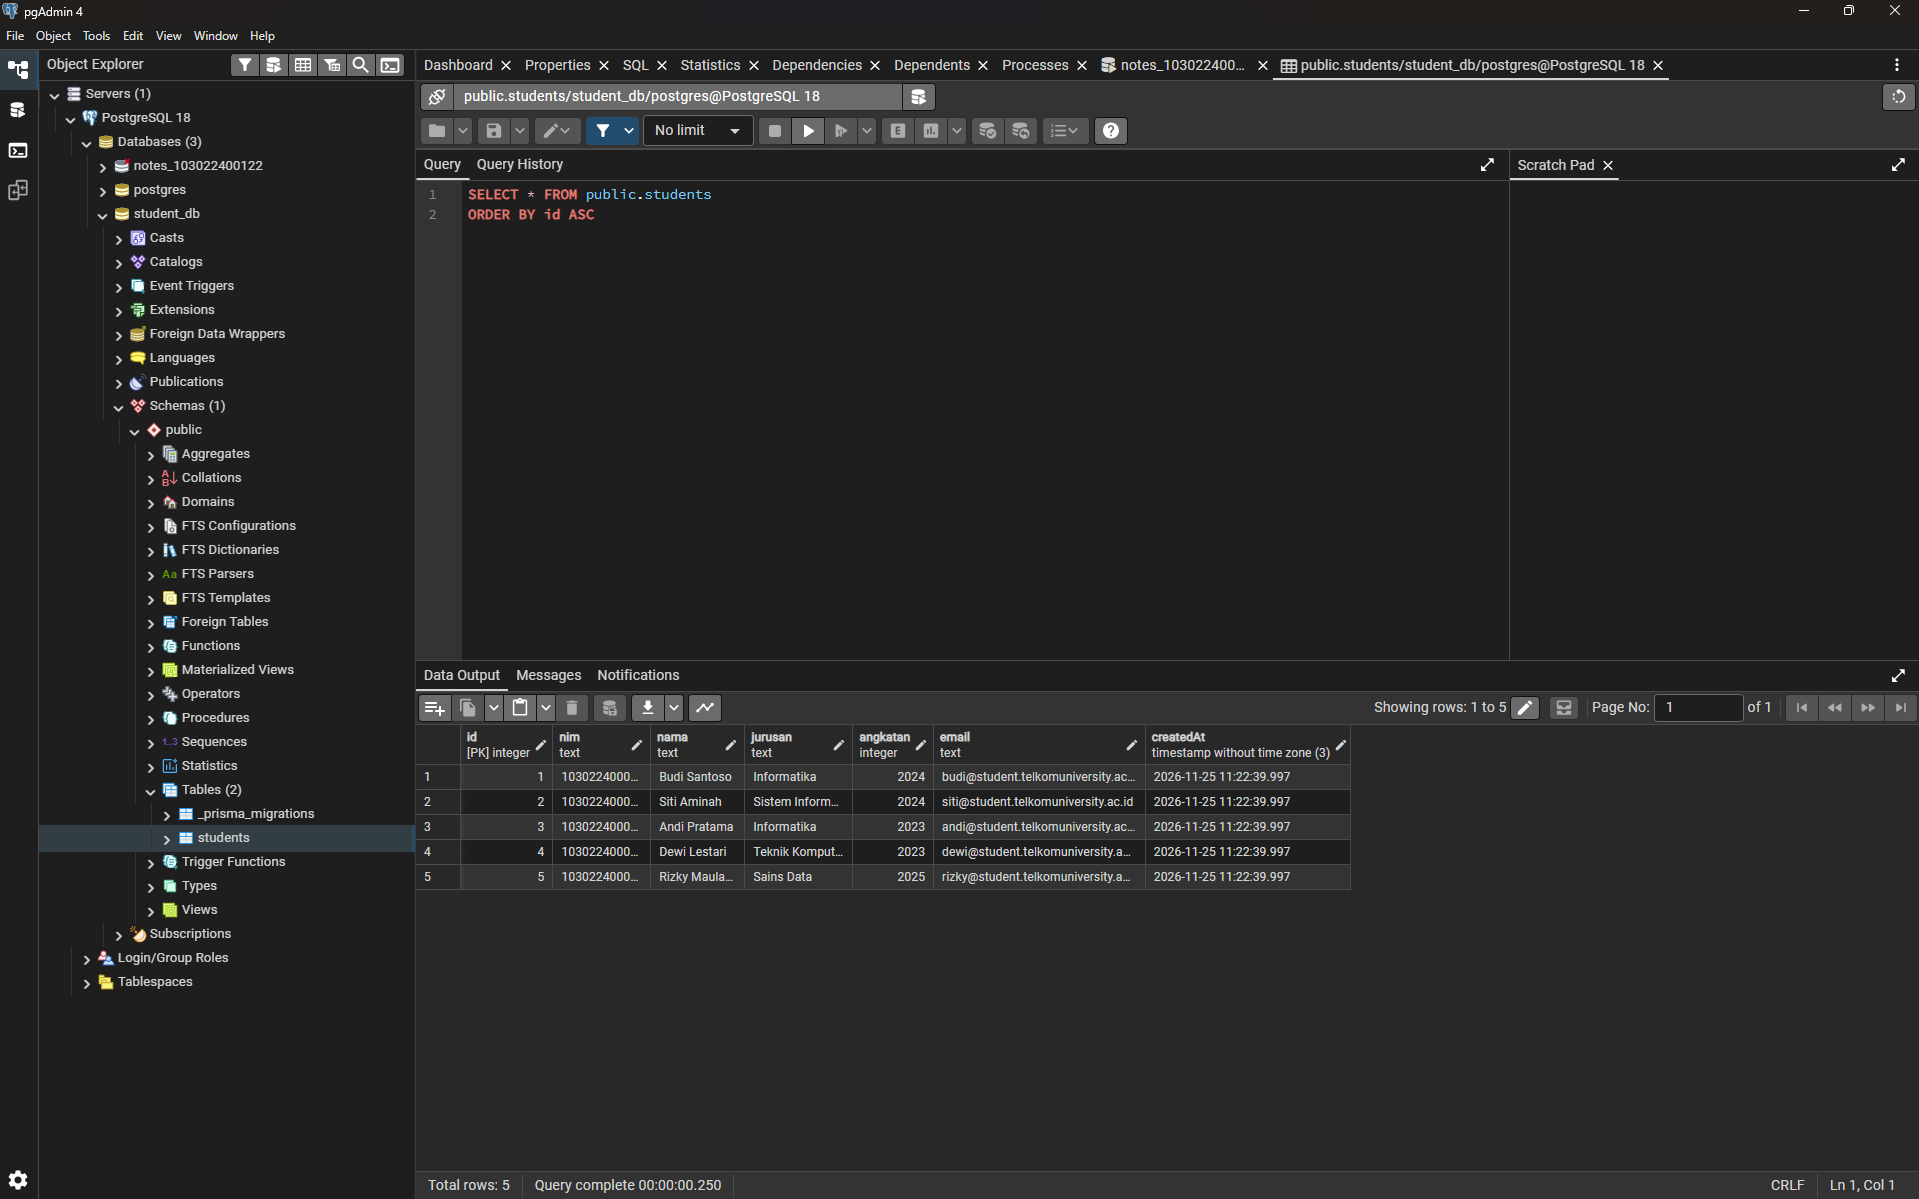 pgAdmin 4
File Object Tools Edit View Window Help
Object Explorer
Dashboard Properties SQL Statistics Dependencies Dependents Processes notes_103022400... public.students/student_db/postgres@PostgreSQL 18
public.students/student_db/postgres@PostgreSQL 18
No limit
E
Query Query History
Scratch Pad
1 SELECT * FROM public.students
2 ORDER BY id ASC
Servers (1)
PostgreSQL 18
Databases (3)
notes_103022400122
postgres
student_db
Casts
Catalogs
Event Triggers
Extensions
Foreign Data Wrappers
Languages
Publications
Schemas (1)
public
Aggregates
Collations
Domains
FTS Configurations
FTS Dictionaries
Aa FTS Parsers
FTS Templates
Foreign Tables
Functions
Materialized Views
Operators
Procedures
1..3 Sequences
Statistics
Tables (2)
_prisma_migrations
students
Trigger Functions
Types
Views
Subscriptions
Login/Group Roles
Tablespaces
Data Output Messages Notifications
Showing rows: 1 to 5 Page No: 1 of 1
id nim nama jurusan angkatan email createdAt
[PK] integer text text text integer text timestamp without time zone (3)
1 1 1030224000... Budi Santoso Informatika 2024 budi@student.telkomuniversity.ac... 2026-11-25 11:22:39.997
2 2 1030224000... Siti Aminah Sistem Inform... 2024 siti@student.telkomuniversity.ac.id 2026-11-25 11:22:39.997
3 3 1030224000... Andi Pratama Informatika 2023 andi@student.telkomuniversity.ac... 2026-11-25 11:22:39.997
4 4 1030224000... Dewi Lestari Teknik Komput... 2023 dewi@student.telkomuniversity.a... 2026-11-25 11:22:39.997
5 5 1030224000... Rizky Maula... Sains Data 2025 rizky@student.telkomuniversity.a... 2026-11-25 11:22:39.997
Total rows: 5 Query complete 00:00:00.250
CRLF Ln 1, Col 1